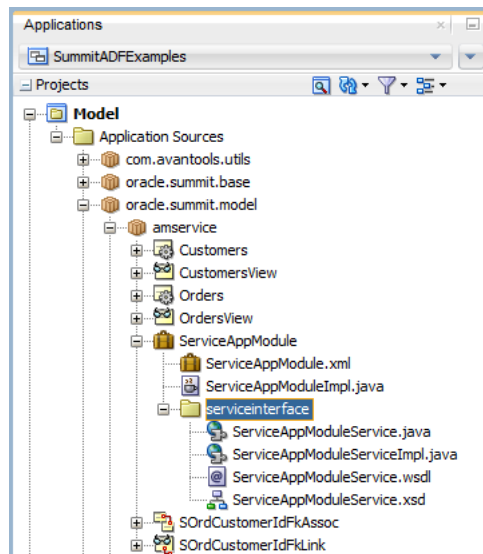 Applications
SummitADFExamples
Projects
Model
Application Sources
com.avantools.utils
oracle.summit.base
oracle.summit.model
amservice
Customers
CustomersView
Orders
OrdersView
ServiceAppModule
ServiceAppModule.xml
ServiceAppModuleImpl.java
serviceinterface
ServiceAppModuleService.java
ServiceAppModuleServiceImpl.java
ServiceAppModuleService.wsdl
ServiceAppModuleService.xsd
SOrdCustomerIdFkAssoc
SOrdCustomerIdFkLink